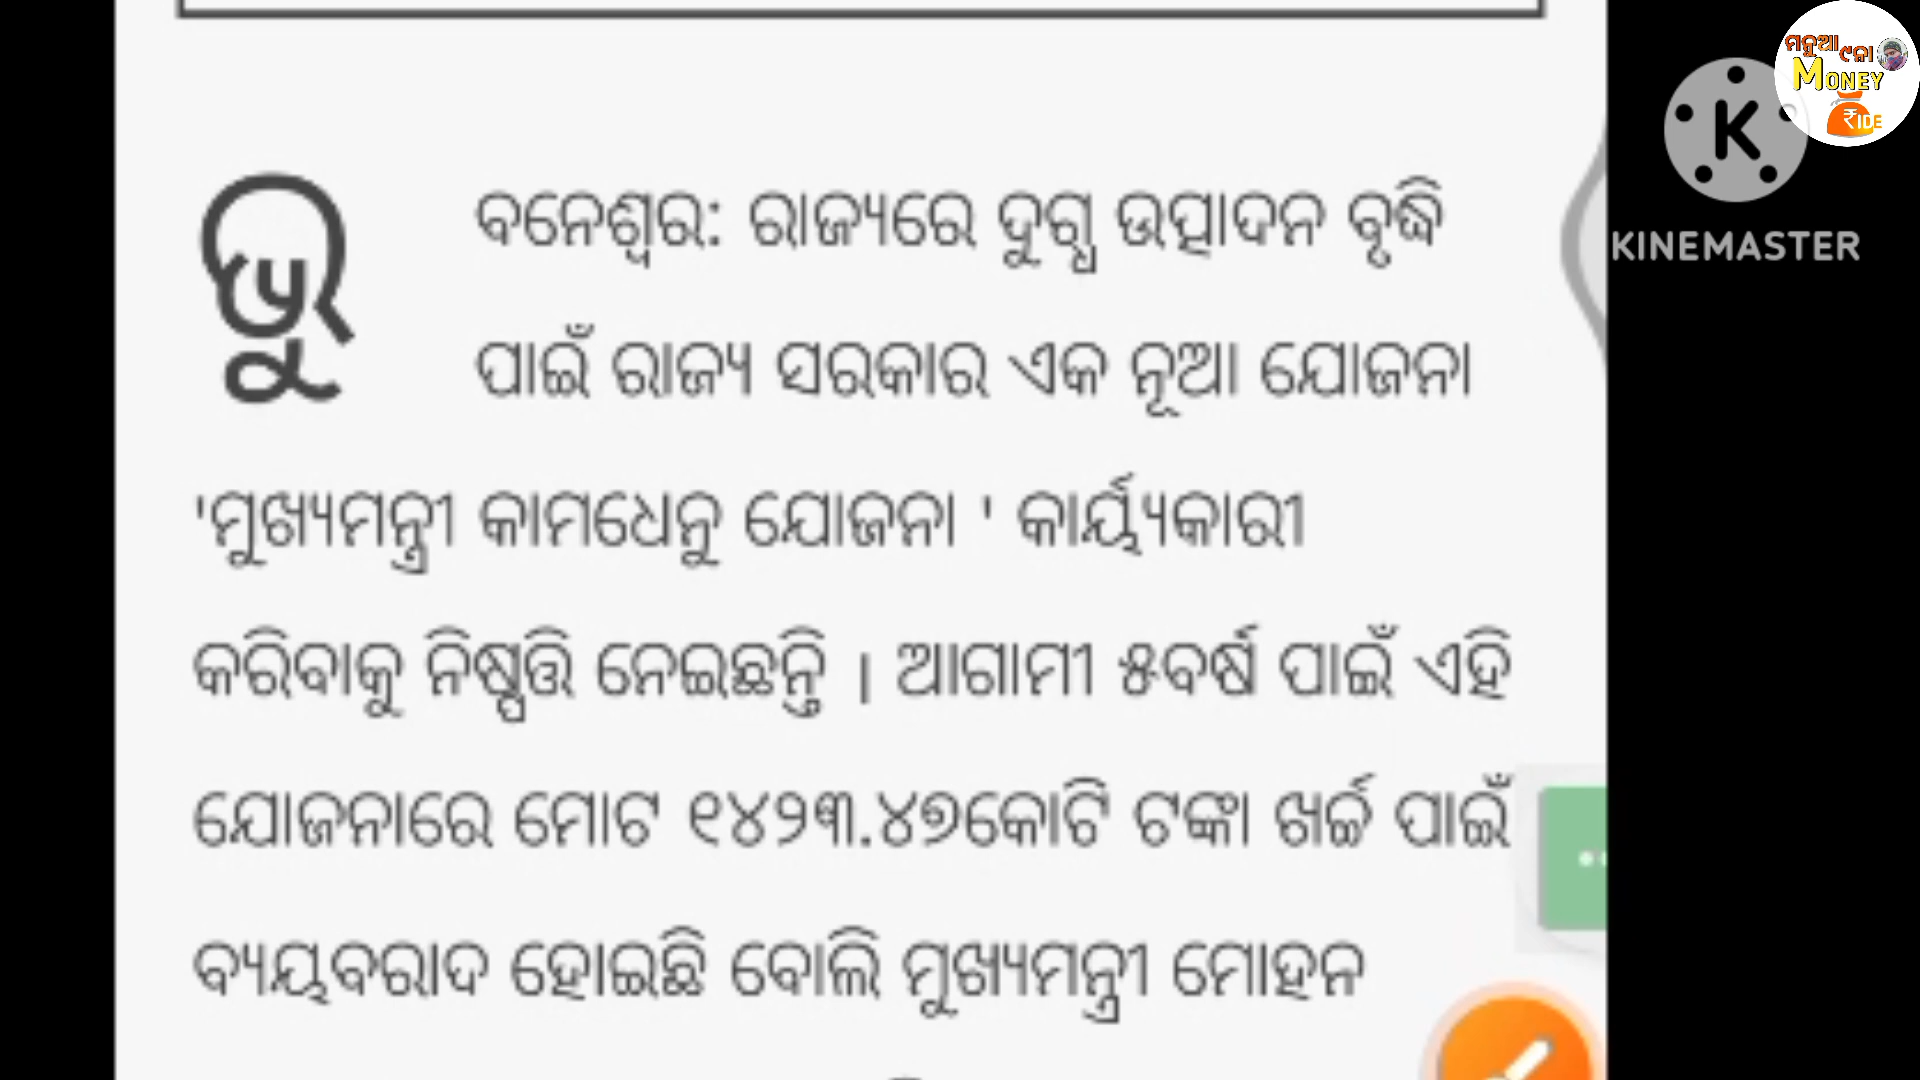 ଭୁବନେଶ୍ୱର: ରାଜ୍ୟରେ ଦୁଗ୍ଧ ଉତ୍ପାଦନ ବୃଦ୍ଧି
ପାଇଁ ରାଜ୍ୟ ସରକାର ଏକ ନୂଆ ଯୋଜନା
'ମୁଖ୍ୟମନ୍ତ୍ରୀ କାମଧେନୁ ଯୋଜନା ' କାର୍ଯ୍ୟକାରୀ
କରିବାକୁ ନିଷ୍ପତ୍ତି ନେଇଛନ୍ତି । ଆଗାମୀ ୫ବର୍ଷ ପାଇଁ ଏହି
ଯୋଜନାରେ ମୋଟ ୧୪୨୩.୪୭କୋଟି ଟଙ୍କା ଖର୍ଚ୍ଚ ପାଇଁ
ବ୍ୟୟବରାଦ ହୋଇଛି ବୋଲି ମୁଖ୍ୟମନ୍ତ୍ରୀ ମୋହନ
MONEY
₹IDE
K
KINEMASTER